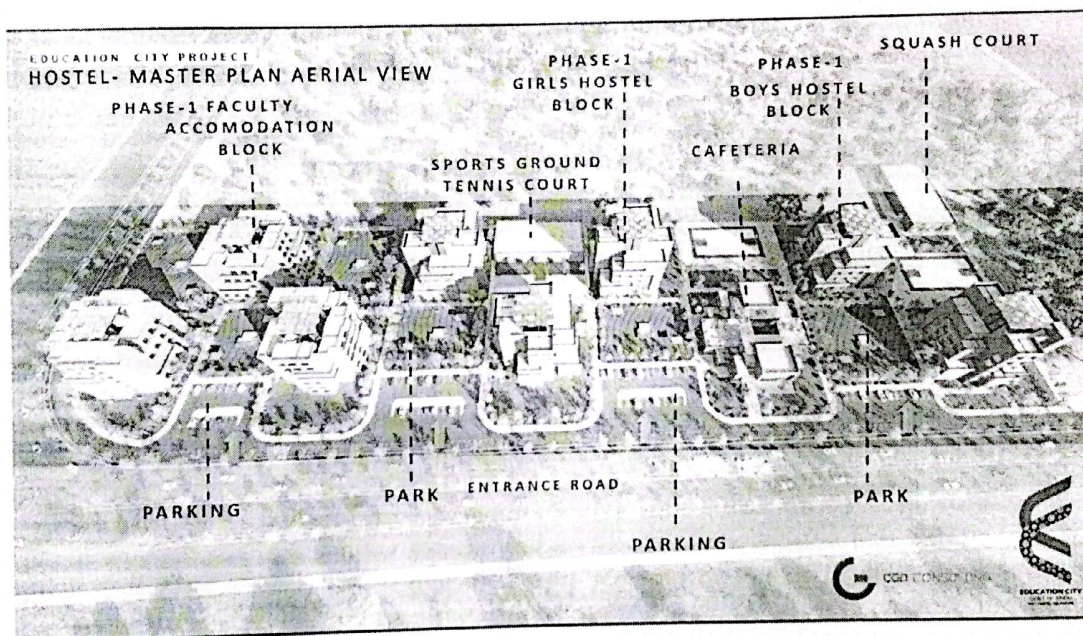 EDUCATION CITY PROJECT
HOSTEL- MASTER PLAN AERIAL VIEW
PHASE-1 FACULTY
ACCOMODATION
BLOCK
SPORTS GROUND
TENNIS COURT
PHASE-1
GIRLS HOSTEL
BLOCK
CAFETERIA
PHASE-1
BOYS HOSTEL
BLOCK
SQUASH COURT
PARKING
PARK
ENTRANCE ROAD
PARKING
PARK
CONSULTING
EDUCATION CITY